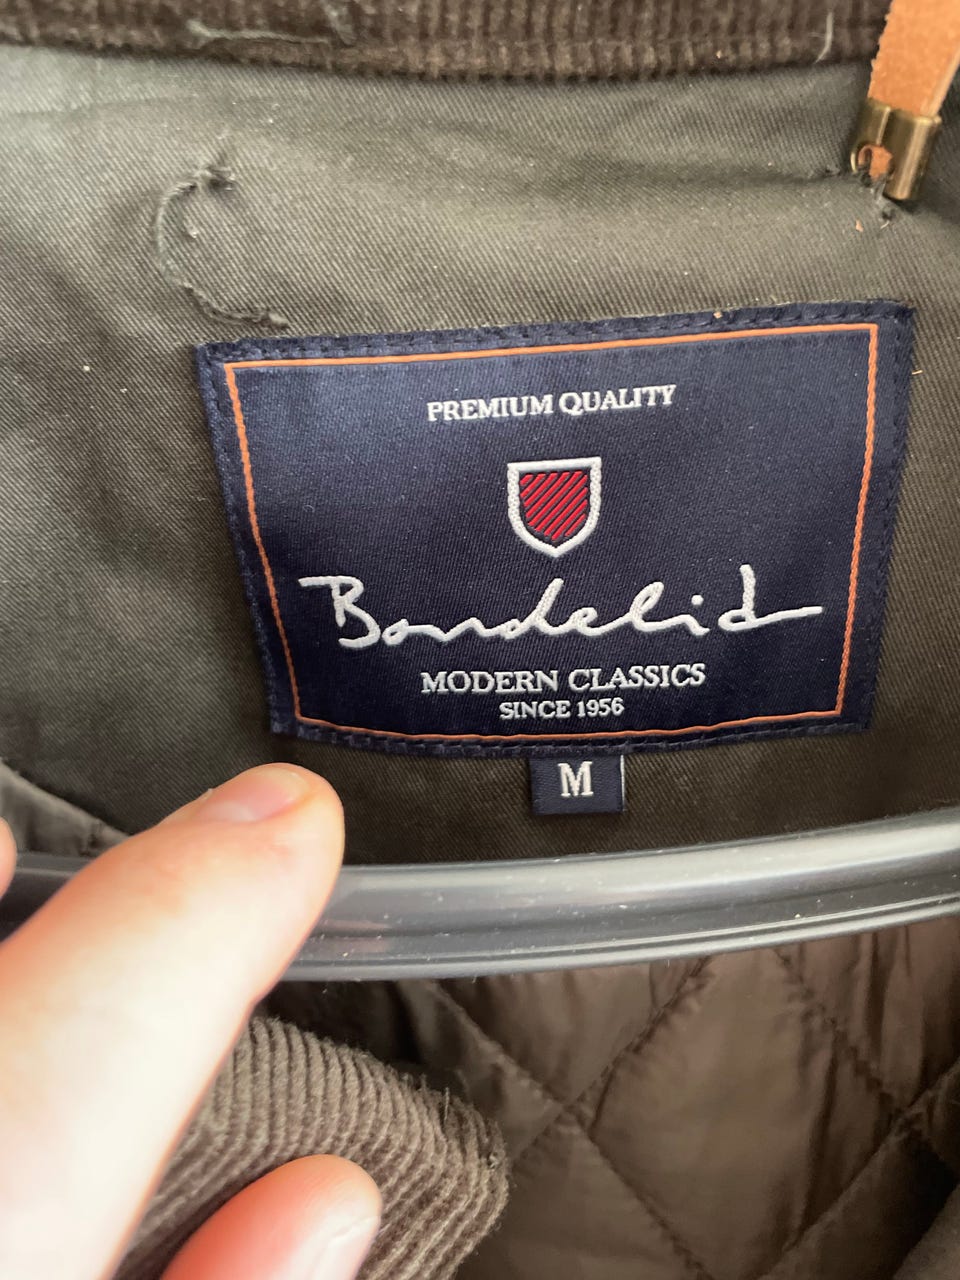 PREMIUM QUALITY
Bondelid
MODERN CLASSICS
SINCE 1956
M